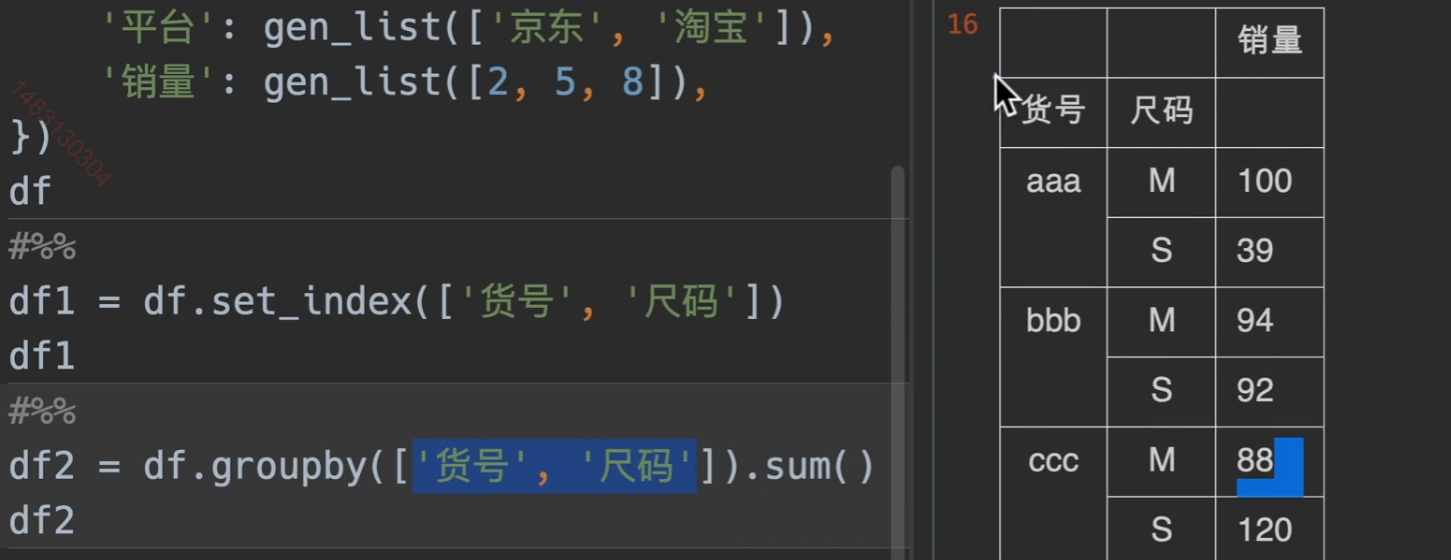 '平台': gen_list(['京东', '淘宝']),
'销量': gen_list([2, 5, 8]),
})
df
#%%
df1 = df.set_index(['货号', '尺码'])
df1
#%%
df2 = df.groupby(['货号', '尺码']).sum()
df2
1483130304
16
销量
货号 尺码
aaa M 100
S 39
bbb M 94
S 92
ccc M 88
S 120